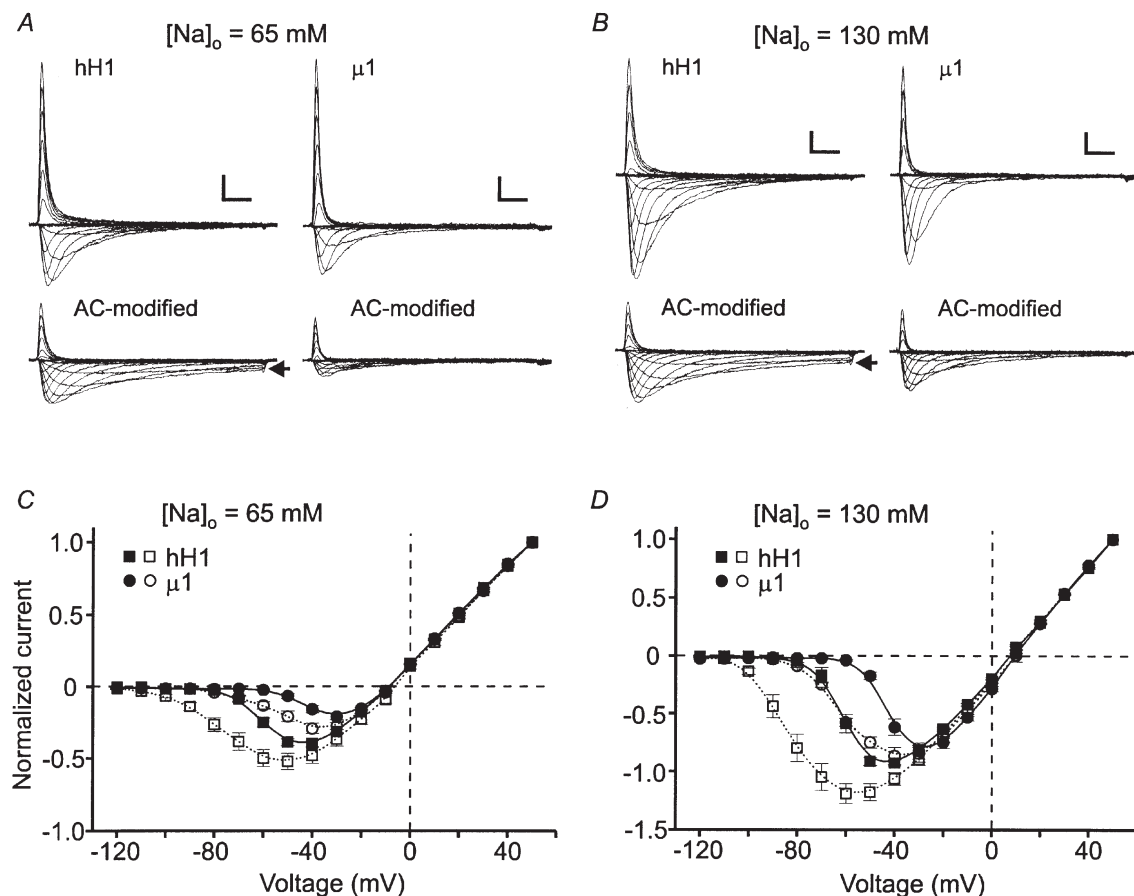 A
[Na]o = 65 mM
hH1
μ1
AC-modified
AC-modified
B
[Na]o = 130 mM
hH1
μ1
AC-modified
AC-modified
C
[Na]o = 65 mM
hH1
μ1
Normalized current
1.0
0.5
0
-0.5
-1.0
-120
-80
-40
0
40
Voltage (mV)
D
[Na]o = 130 mM
hH1
μ1
1.0
0.5
0
-0.5
-1.0
-1.5
-120
-80
-40
0
40
Voltage (mV)